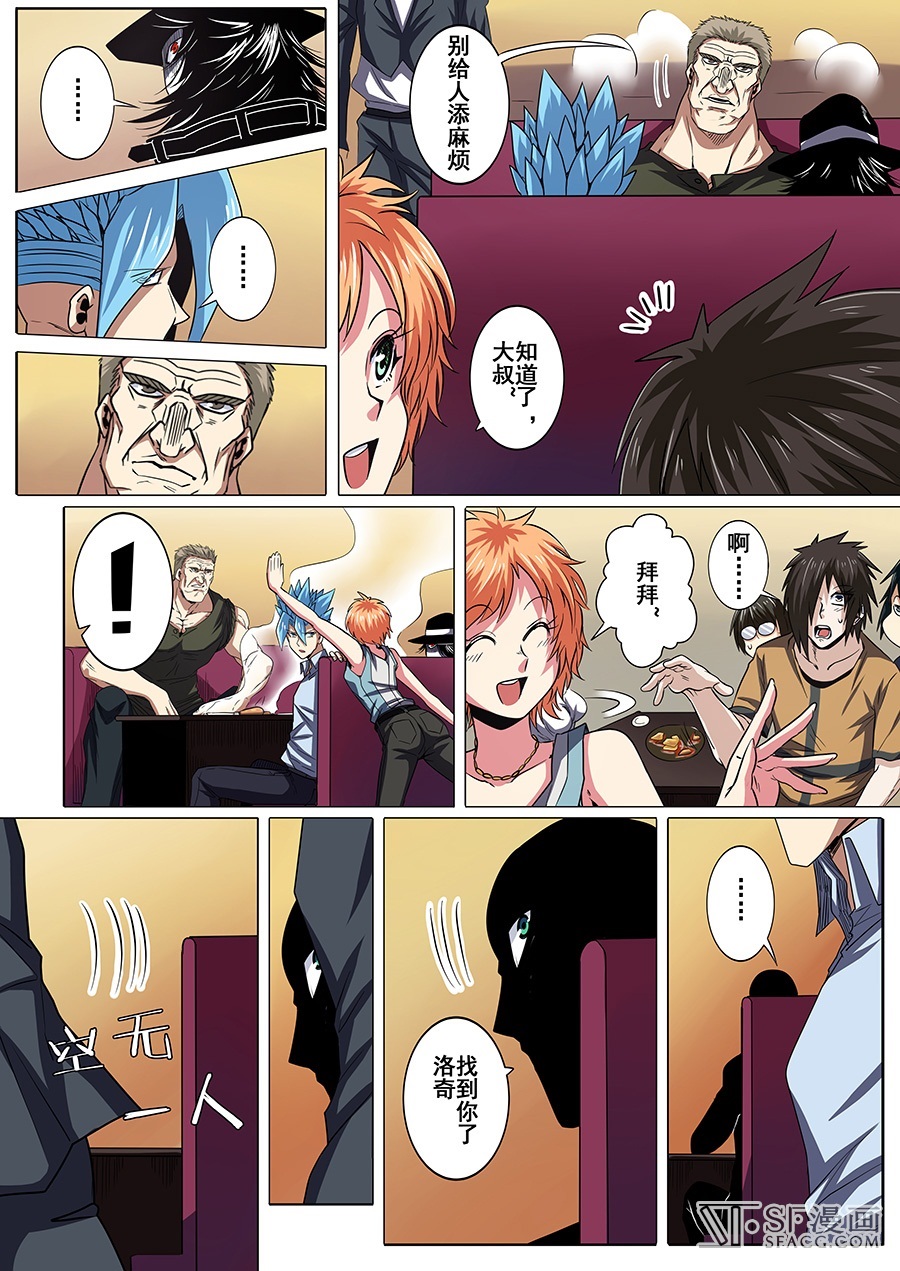 别给人添麻烦
知道了，
大叔~
……
……
啊……
拜
拜~
！
……
找到你了
洛奇
空无一人
SF漫画
SFACG.COM